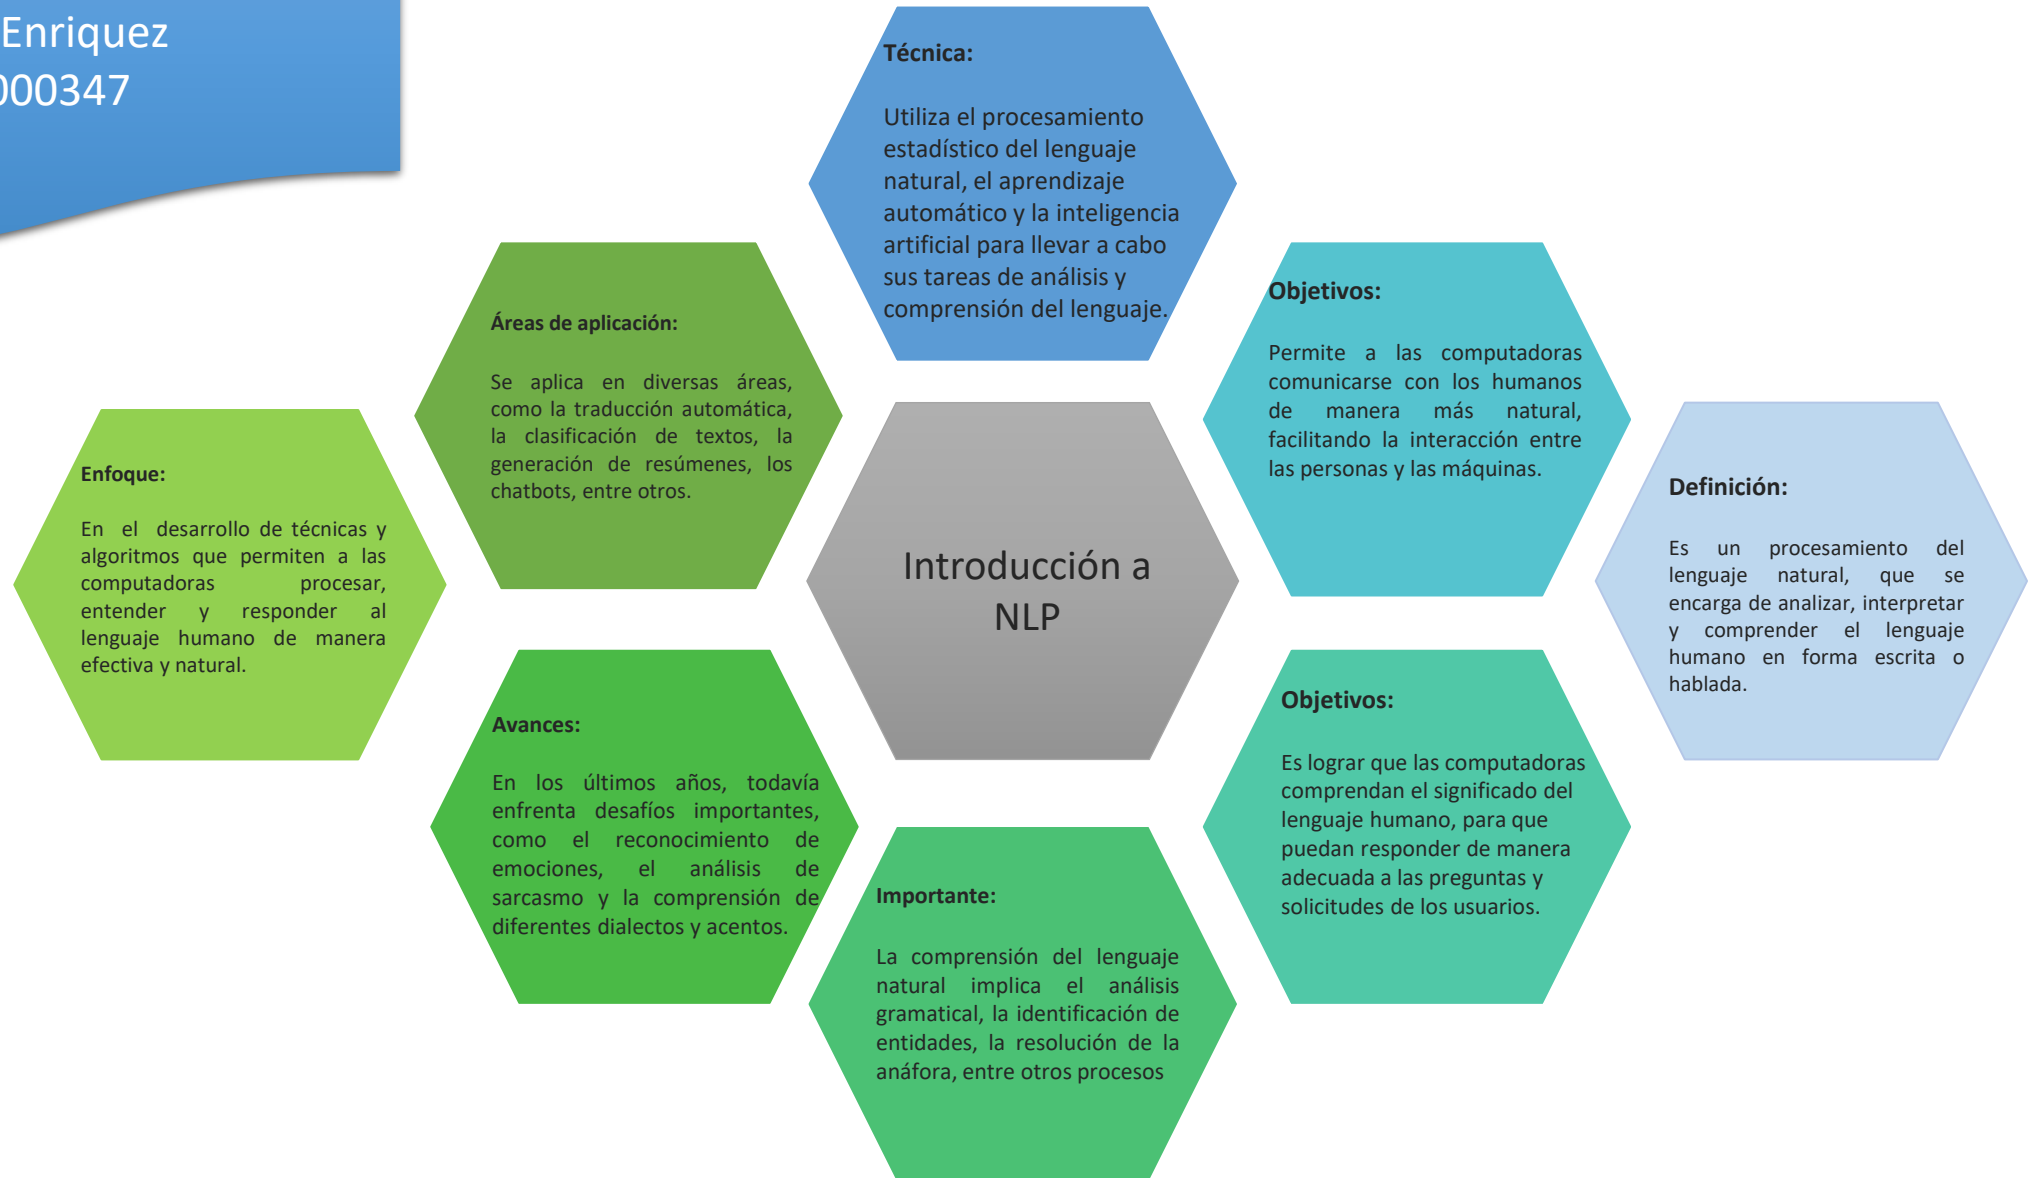 Enriquez
000347
Técnica:
Utiliza el procesamiento
estadístico del lenguaje
natural, el aprendizaje
automático y la inteligencia
artificial para llevar a cabo
sus tareas de análisis y
comprensión del lenguaje.
Áreas de aplicación:
Se aplica en diversas áreas,
como la traducción automática,
la clasificación de textos, la
generación de resúmenes, los
chatbots, entre otros.
Objetivos:
Permite a las computadoras
comunicarse con los humanos
de manera más natural,
facilitando la interacción entre
las personas y las máquinas.
Enfoque:
En el desarrollo de técnicas y
algoritmos que permiten a las
computadoras procesar,
entender y responder al
lenguaje humano de manera
efectiva y natural.
Introducción a
NLP
Definición:
Es un procesamiento del
lenguaje natural, que se
encarga de analizar, interpretar
y comprender el lenguaje
humano en forma escrita o
hablada.
Avances:
En los últimos años, todavía
enfrenta desafíos importantes,
como el reconocimiento de
emociones, el análisis de
sarcasmo y la comprensión de
diferentes dialectos y acentos.
Objetivos:
Es lograr que las computadoras
comprendan el significado del
lenguaje humano, para que
puedan responder de manera
adecuada a las preguntas y
solicitudes de los usuarios.
Importante:
La comprensión del lenguaje
natural implica el análisis
gramatical, la identificación de
entidades, la resolución de la
anáfora, entre otros procesos